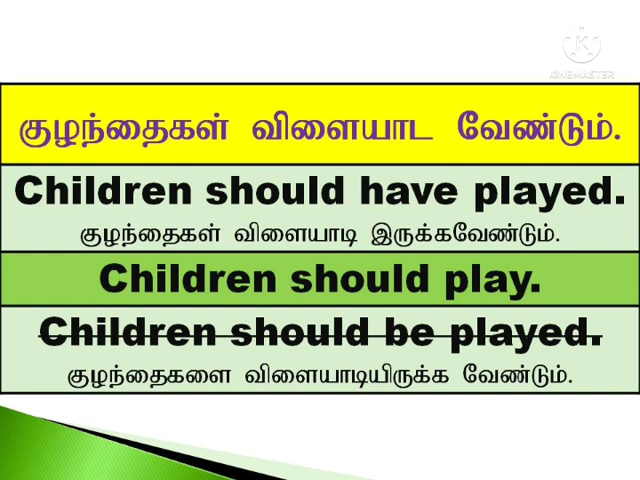 KINEMASTER
குழந்தைகள் விளையாட வேண்டும்.
Children should have played.
குழந்தைகள் விளையாடி இருக்கவேண்டும்.
Children should play.
Children should be played.
குழந்தைகளை விளையாடியிருக்க வேண்டும்.